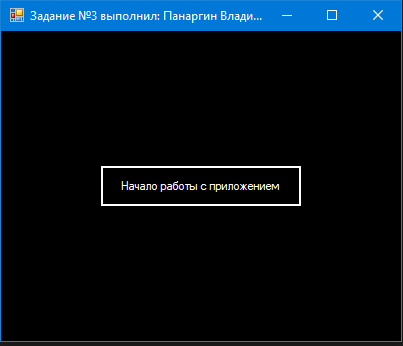 Задание №3 выполнил: Панаргин Влади...
Начало работы с приложением